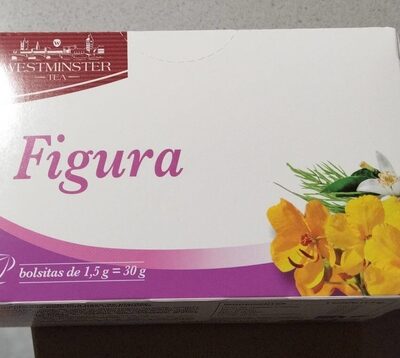 WESTMINSTER
TEA
Figura
bolsitas de 1,5 g = 30 g